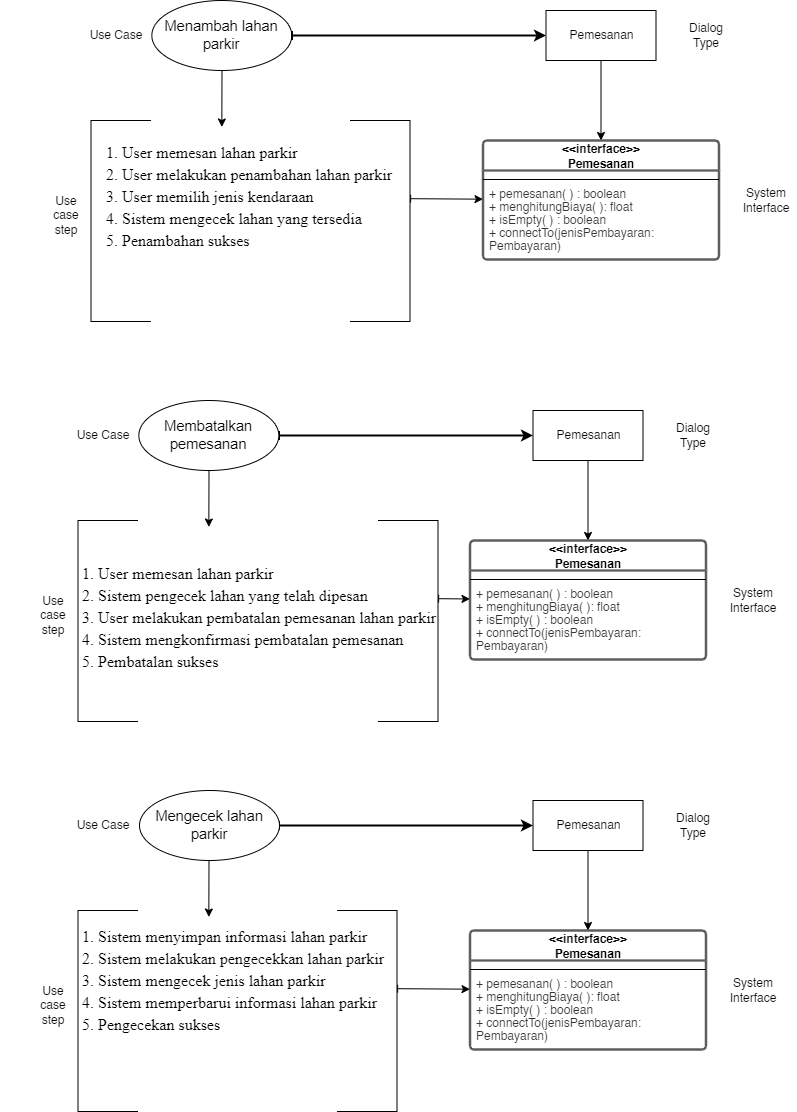 Use Case
Menambah lahan
parkir
Pemesanan
Dialog
Type
Use
case
step
1. User memesan lahan parkir
2. User melakukan penambahan lahan parkir
3. User memilih jenis kendaraan
4. Sistem mengecek lahan yang tersedia
5. Penambahan sukses
<<interface>>
Pemesanan
+ pemesanan( ) : boolean
+ menghitungBiaya( ): float
+ isEmpty( ) : boolean
+ connectTo(jenisPembayaran:
Pembayaran)
System
Interface
Use Case
Membatalkan
pemesanan
Pemesanan
Dialog
Type
Use
case
step
1. User memesan lahan parkir
2. Sistem pengecek lahan yang telah dipesan
3. User melakukan pembatalan pemesanan lahan parkir
4. Sistem mengkonfirmasi pembatalan pemesanan
5. Pembatalan sukses
<<interface>>
Pemesanan
+ pemesanan( ) : boolean
+ menghitungBiaya( ): float
+ isEmpty( ) : boolean
+ connectTo(jenisPembayaran:
Pembayaran)
System
Interface
Use Case
Mengecek lahan
parkir
Pemesanan
Dialog
Type
Use
case
step
1. Sistem menyimpan informasi lahan parkir
2. Sistem melakukan pengecekkan lahan parkir
3. Sistem mengecek jenis lahan parkir
4. Sistem memperbarui informasi lahan parkir
5. Pengecekan sukses
<<interface>>
Pemesanan
+ pemesanan( ) : boolean
+ menghitungBiaya( ): float
+ isEmpty( ) : boolean
+ connectTo(jenisPembayaran:
Pembayaran)
System
Interface